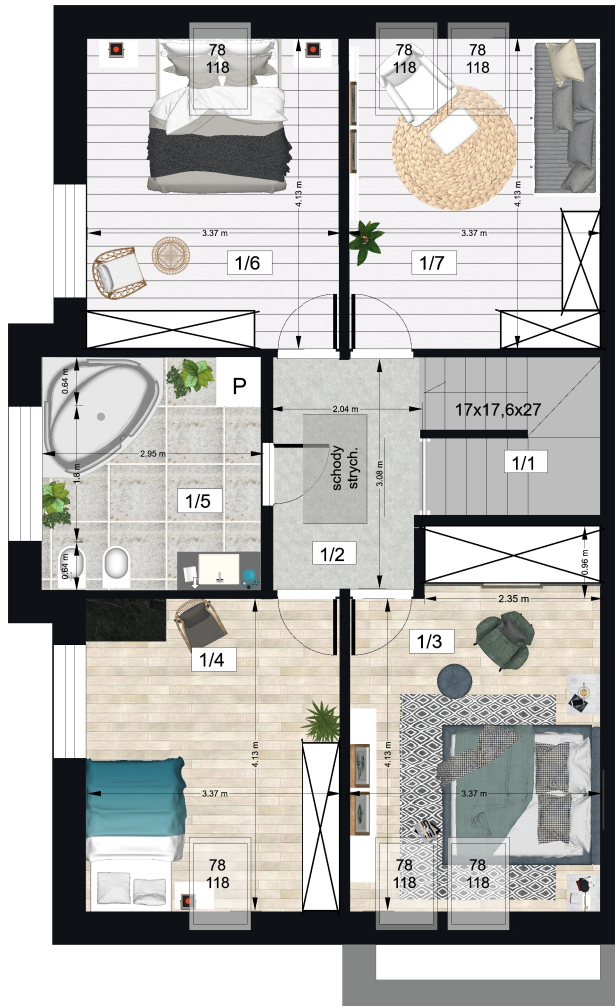 78
118
78
118
78
118
4.13 m
4.13 m
3.37 m
3.37 m
1/6
1/7
0.64 m
P
2.04 m
17x17,6x27
2.95 m
1.8 m
schody
strych.
3.08 m
1/1
1/5
1/2
0.64 m
0.96 m
2.35 m
1/4
1/3
4.13 m
4.13 m
3.37 m
3.37 m
78
118
78
118
78
118